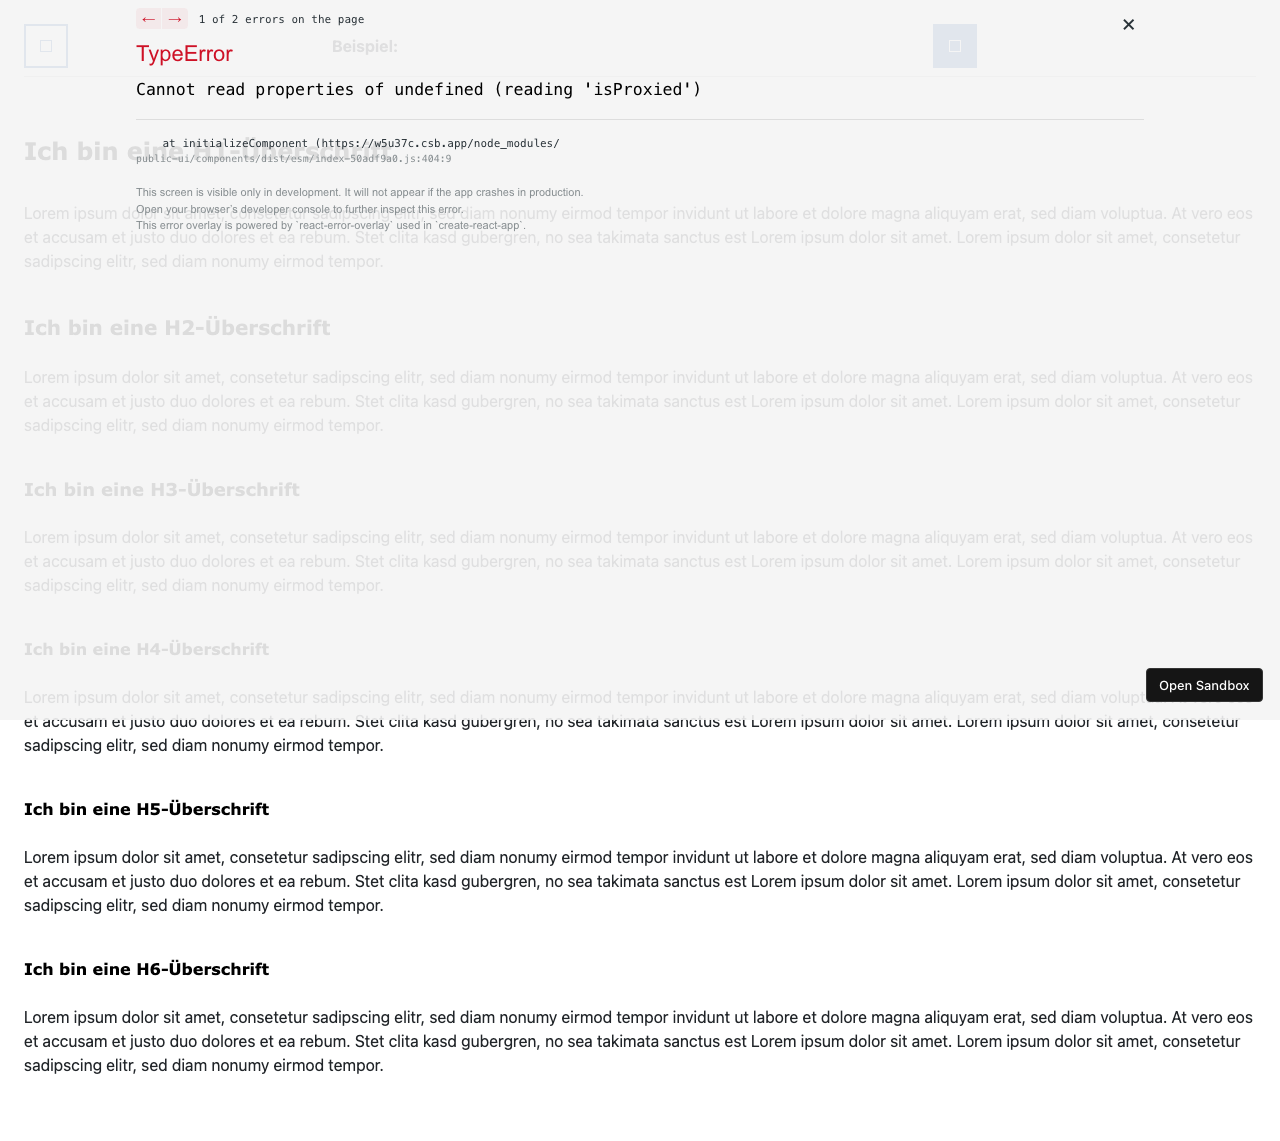 ← → 1 of 2 errors on the page
✕
TypeError
Beispiel:
Cannot read properties of undefined (reading 'isProxied')
at initializeComponent (https://w5u37c.csb.app/node_modules/
public-ui/components/dist/esm/index-50adf9a0.js:404:9
Ich bin eine H1-Überschrift
This screen is visible only in development. It will not appear if the app crashes in production.
Open your browser’s developer console to further inspect this error.
This error overlay is powered by `react-error-overlay` used in `create-react-app`.
Lorem ipsum dolor sit amet, consetetur sadipscing elitr, sed diam nonumy eirmod tempor invidunt ut labore et dolore magna aliquyam erat, sed diam voluptua. At vero eos
et accusam et justo duo dolores et ea rebum. Stet clita kasd gubergren, no sea takimata sanctus est Lorem ipsum dolor sit amet. Lorem ipsum dolor sit amet, consetetur
sadipscing elitr, sed diam nonumy eirmod tempor.
Ich bin eine H2-Überschrift
Lorem ipsum dolor sit amet, consetetur sadipscing elitr, sed diam nonumy eirmod tempor invidunt ut labore et dolore magna aliquyam erat, sed diam voluptua. At vero eos
et accusam et justo duo dolores et ea rebum. Stet clita kasd gubergren, no sea takimata sanctus est Lorem ipsum dolor sit amet. Lorem ipsum dolor sit amet, consetetur
sadipscing elitr, sed diam nonumy eirmod tempor.
Ich bin eine H3-Überschrift
Lorem ipsum dolor sit amet, consetetur sadipscing elitr, sed diam nonumy eirmod tempor invidunt ut labore et dolore magna aliquyam erat, sed diam voluptua. At vero eos
et accusam et justo duo dolores et ea rebum. Stet clita kasd gubergren, no sea takimata sanctus est Lorem ipsum dolor sit amet. Lorem ipsum dolor sit amet, consetetur
sadipscing elitr, sed diam nonumy eirmod tempor.
Ich bin eine H4-Überschrift
Open Sandbox
Lorem ipsum dolor sit amet, consetetur sadipscing elitr, sed diam nonumy eirmod tempor invidunt ut labore et dolore magna aliquyam erat, sed diam
et accusam et justo duo dolores et ea rebum. Stet clita kasd gubergren, no sea takimata sanctus est Lorem ipsum dolor sit amet. Lorem ipsum dolor sit amet, consetetur
sadipscing elitr, sed diam nonumy eirmod tempor.
Ich bin eine H5-Überschrift
Lorem ipsum dolor sit amet, consetetur sadipscing elitr, sed diam nonumy eirmod tempor invidunt ut labore et dolore magna aliquyam erat, sed diam voluptua. At vero eos
et accusam et justo duo dolores et ea rebum. Stet clita kasd gubergren, no sea takimata sanctus est Lorem ipsum dolor sit amet. Lorem ipsum dolor sit amet, consetetur
sadipscing elitr, sed diam nonumy eirmod tempor.
Ich bin eine H6-Überschrift
Lorem ipsum dolor sit amet, consetetur sadipscing elitr, sed diam nonumy eirmod tempor invidunt ut labore et dolore magna aliquyam erat, sed diam voluptua. At vero eos
et accusam et justo duo dolores et ea rebum. Stet clita kasd gubergren, no sea takimata sanctus est Lorem ipsum dolor sit amet. Lorem ipsum dolor sit amet, consetetur
sadipscing elitr, sed diam nonumy eirmod tempor.